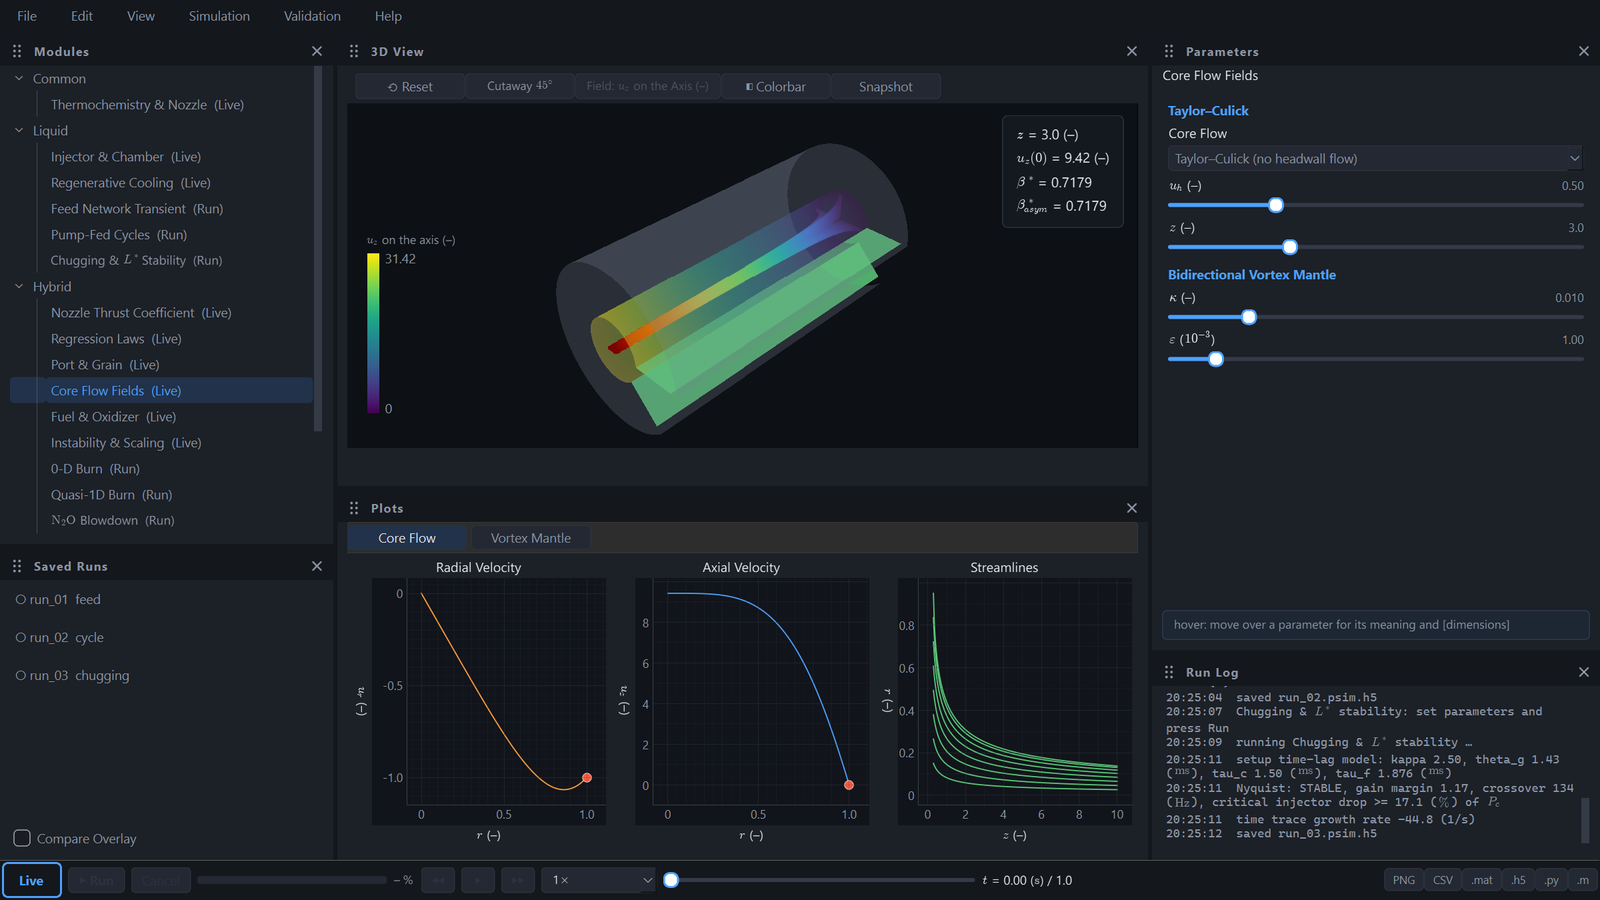 File Edit View Simulation Validation Help
Modules
Common
Thermochemistry & Nozzle (Live)
Liquid
Injector & Chamber (Live)
Regenerative Cooling (Live)
Feed Network Transient (Run)
Pump-Fed Cycles (Run)
Chugging & L* Stability (Run)
Hybrid
Nozzle Thrust Coefficient (Live)
Regression Laws (Live)
Port & Grain (Live)
Core Flow Fields (Live)
Fuel & Oxidizer (Live)
Instability & Scaling (Live)
0-D Burn (Run)
Quasi-1D Burn (Run)
N₂O Blowdown (Run)
Saved Runs
run_01 feed
run_02 cycle
run_03 chugging
Compare Overlay
3D View
Reset
Cutaway 45°
Field: u_z on the Axis (–)
Colorbar
Snapshot
z = 3.0 (–)
u_z(0) = 9.42 (–)
β* = 0.7179
β*_asym = 0.7179
u_z on the axis (–)
31.42
0
Plots
Core Flow
Vortex Mantle
Radial Velocity
0
-0.5
-1.0
u_r (–)
0 0.5 1.0
r (–)
Axial Velocity
8
6
4
2
0
u_z (–)
0 0.5 1.0
r (–)
Streamlines
0.8
0.6
0.4
0.2
0
r (–)
0 2 4 6 8 10
z (–)
Parameters
Core Flow Fields
Taylor–Culick
Core Flow
Taylor–Culick (no headwall flow)
u_h (–) 0.50
z (–) 3.0
Bidirectional Vortex Mantle
κ (–) 0.010
ε (10⁻³) 1.00
hover: move over a parameter for its meaning and [dimensions]
Run Log
20:25:04 saved run_02.psim.h5
20:25:07 Chugging & L* stability: set parameters and
press Run
20:25:09 running Chugging & L* stability …
20:25:11 setup time-lag model: kappa 2.50, theta_g 1.43
(ms), tau_c 1.50 (ms), tau_f 1.876 (ms)
20:25:11 Nyquist: STABLE, gain margin 1.17, crossover 134
(Hz), critical injector drop >= 17.1 (%) of P_c
20:25:11 time trace growth rate -44.8 (1/s)
20:25:12 saved run_03.psim.h5
Live
Run
Cancel
– %
1×
t = 0.00 (s) / 1.0
PNG CSV .mat .h5 .py .m